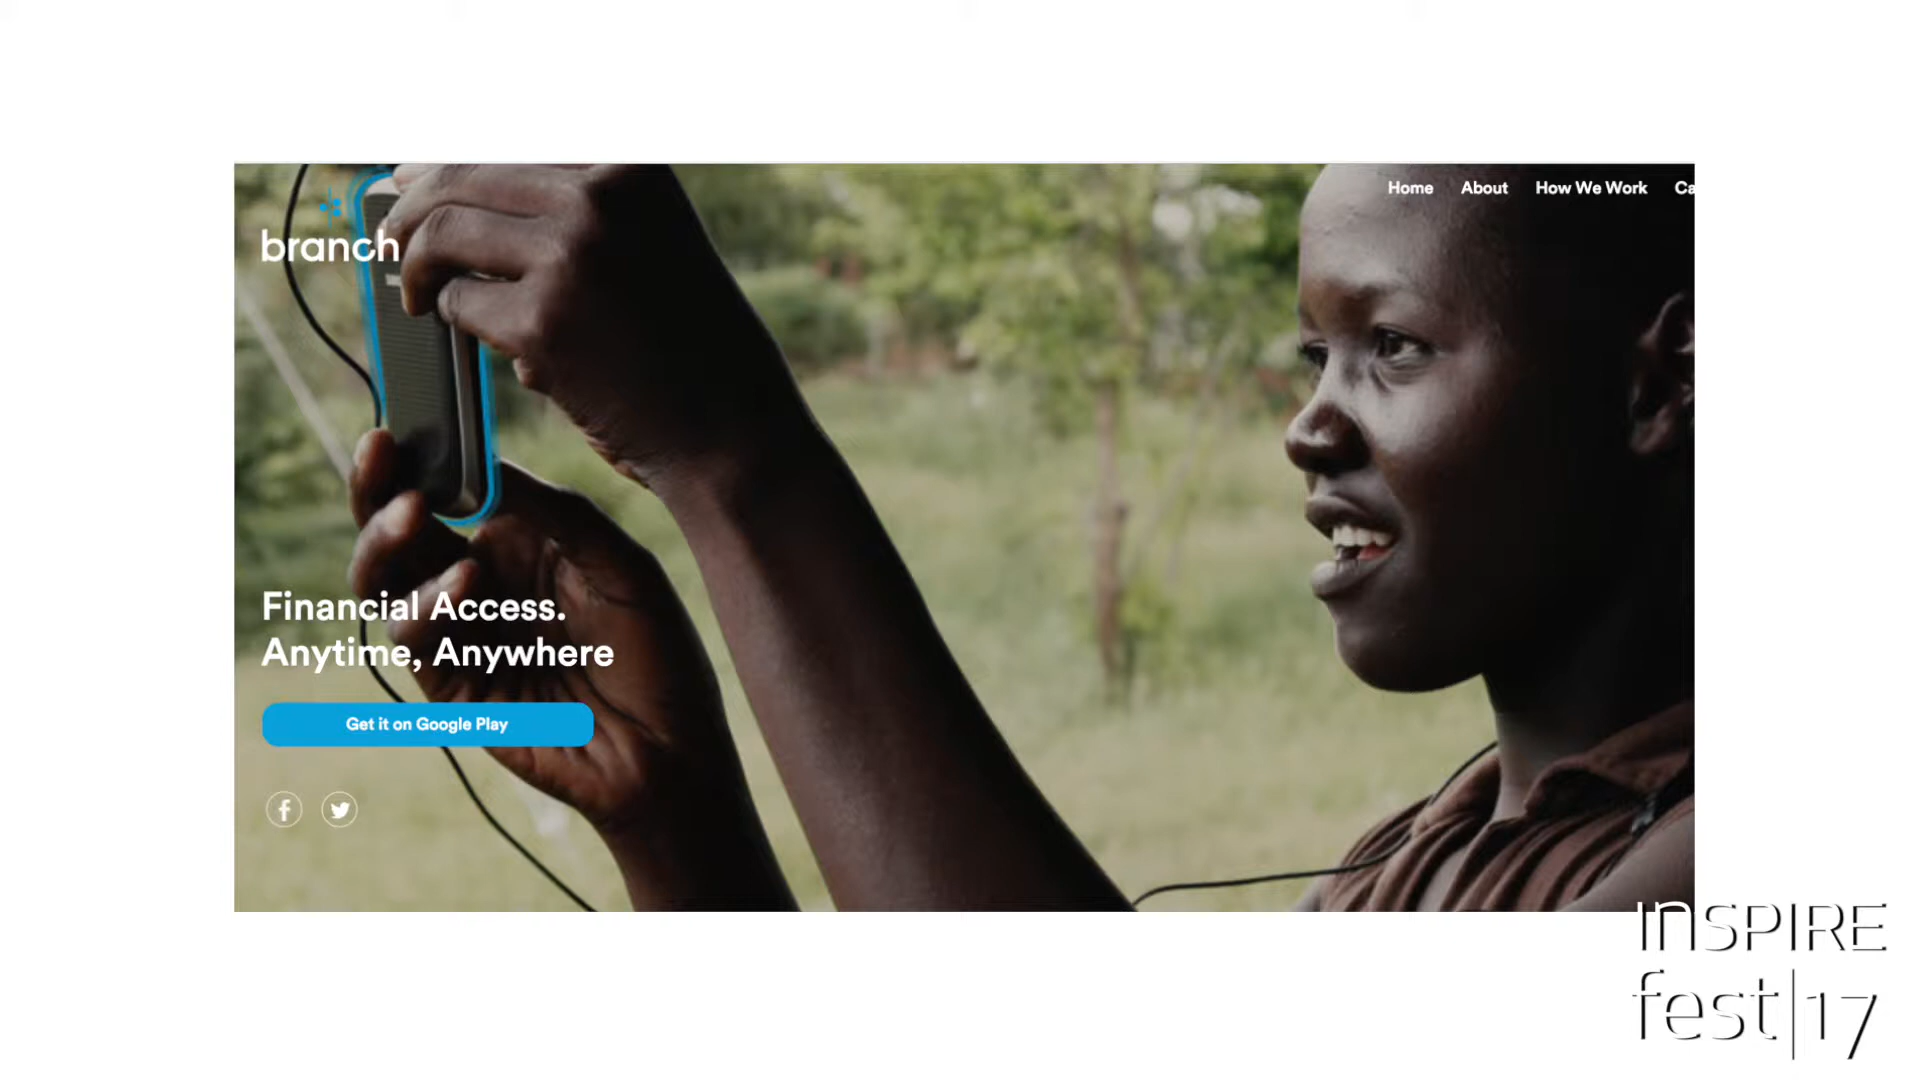 Home About How We Work Ca
branch
Financial Access.
Anytime, Anywhere
Get it on Google Play
INSPIRE
fest|17